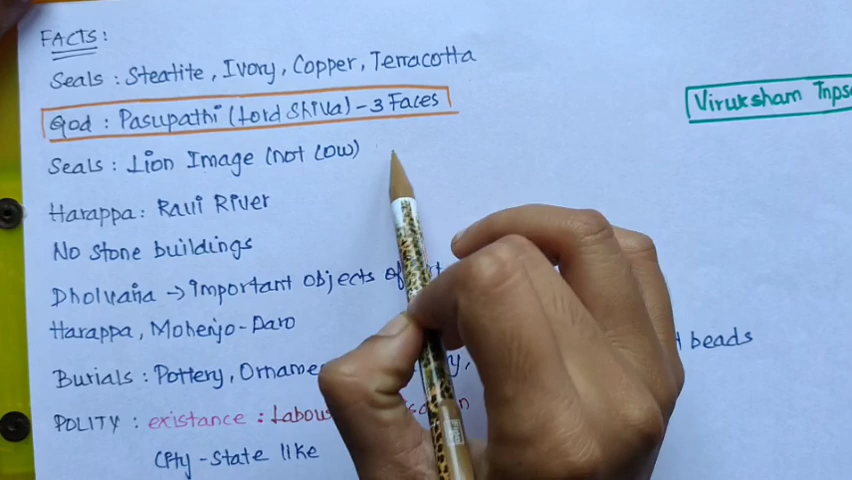 FACTS:
Seals: Steatite, Ivory, Copper, Terracotta
God: Pasupathi (Lord Shiva) - 3 Faces
Viruksham Tnpsc
Seals: Lion Image (not cow)
Harappa: Ravi River
No stone buildings
Dholvaria → important objects of
Harappa, Mohenjo-Daro
beads
Burials: Pottery, Orname
POLITY: existance: Labou
City-state like